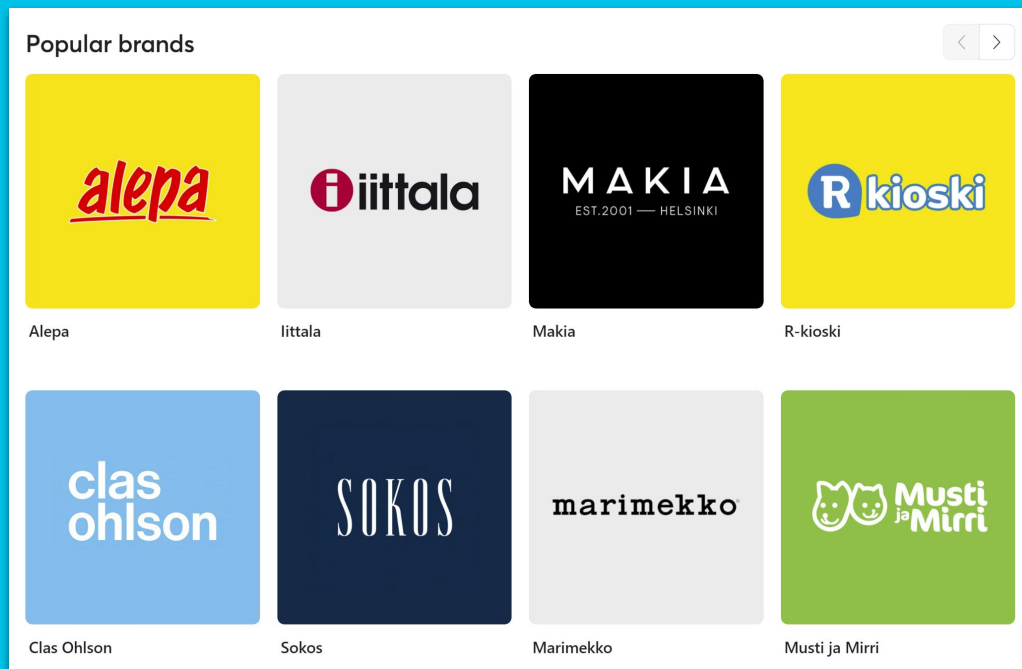 Popular brands
alepa
iittala
MAKIA
EST.2001 — HELSINKI
R kioski
Alepa
Iittala
Makia
R-kioski
clas
ohlson
SOKOS
marimekko
Musti
ja Mirri
Clas Ohlson
Sokos
Marimekko
Musti ja Mirri